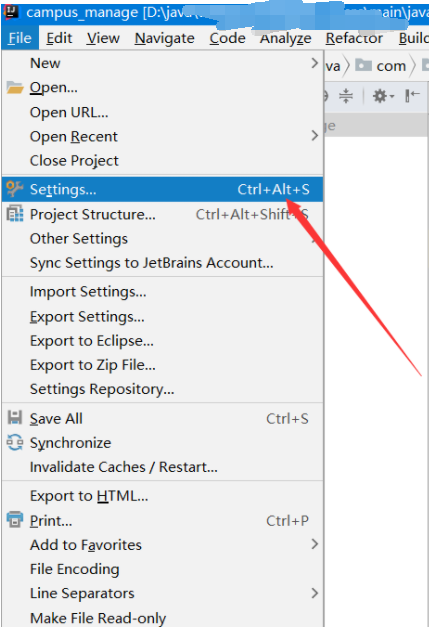 campus_manage [D:\java\ \main\java
File Edit View Navigate Code Analyze Refactor Build
New
va com
Open...
Open URL...
Open Recent
Close Project
Settings... Ctrl+Alt+S
Project Structure... Ctrl+Alt+Shift+S
Other Settings
Sync Settings to JetBrains Account...
Import Settings...
Export Settings...
Export to Eclipse...
Export to Zip File...
Settings Repository...
Save All Ctrl+S
Synchronize
Invalidate Caches / Restart...
Export to HTML...
Print... Ctrl+P
Add to Favorites
File Encoding
Line Separators
Make File Read-only